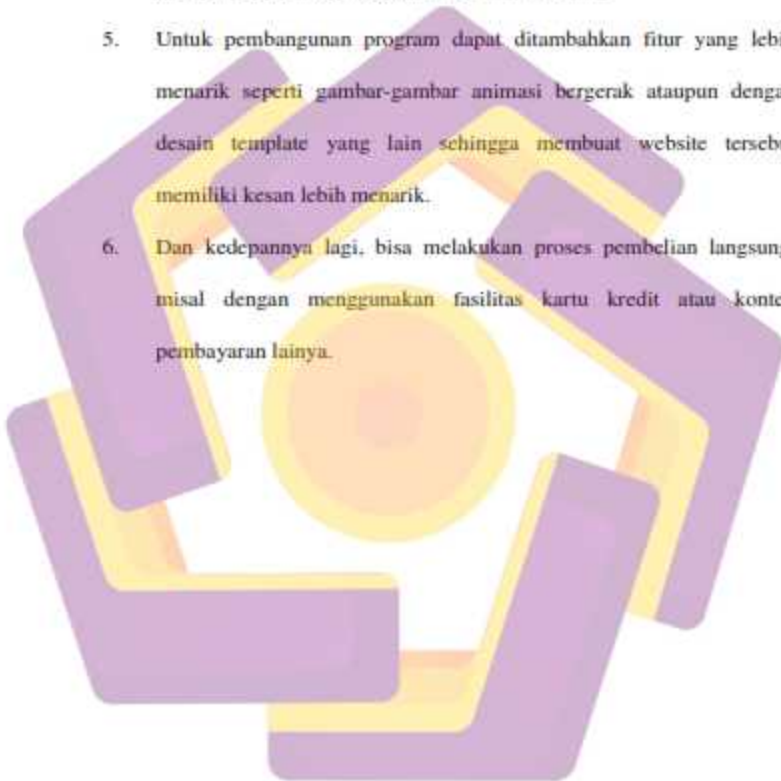 5. Untuk pembangunan program dapat ditambahkan fitur yang lebi
menarik seperti gambar-gambar animasi bergerak ataupun denga
desain template yang lain sehingga membuat website tersebu
memiliki kesan lebih menarik.
6. Dan kedepannya lagi, bisa melakukan proses pembelian langsung
misal dengan menggunakan fasilitas kartu kredit atau konte
pembayaran lainya.